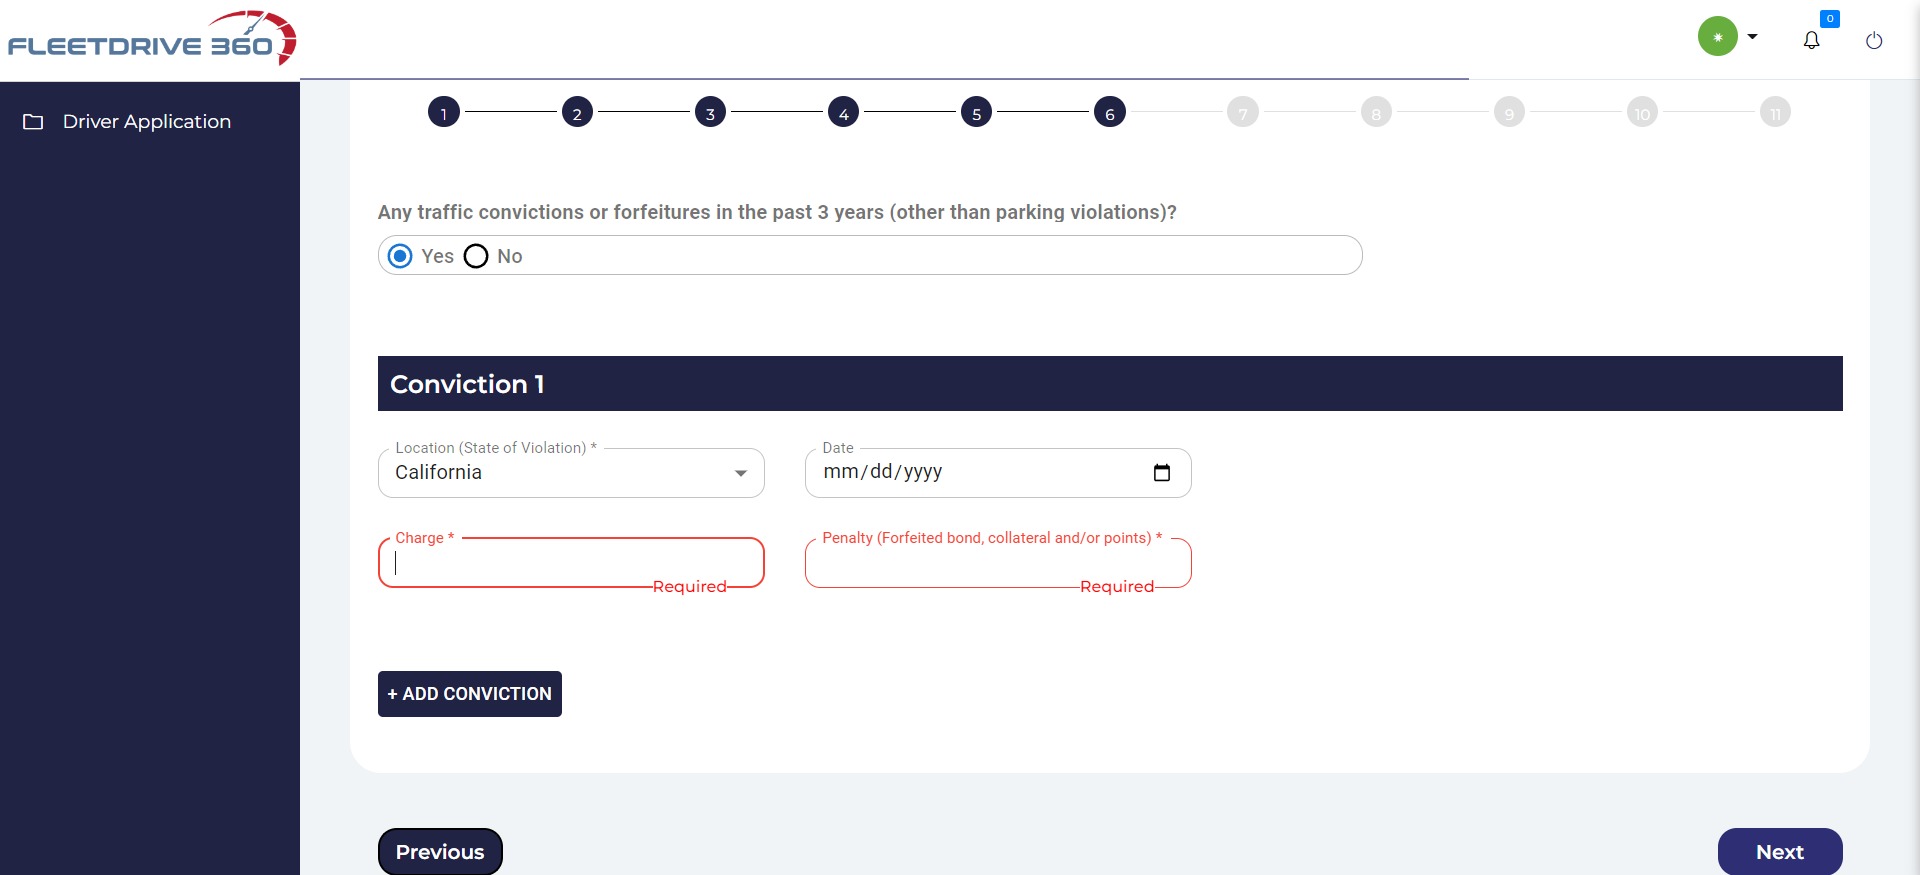 FLEETDRIVE 360
0
Driver Application
1 2 3 4 5 6 7 8 9 10 11
Any traffic convictions or forfeitures in the past 3 years (other than parking violations)?
Yes No
Conviction 1
Location (State of Violation) * Date
California mm/dd/yyyy
Charge * Penalty (Forfeited bond, collateral and/or points) *
Required Required
+ ADD CONVICTION
Previous Next